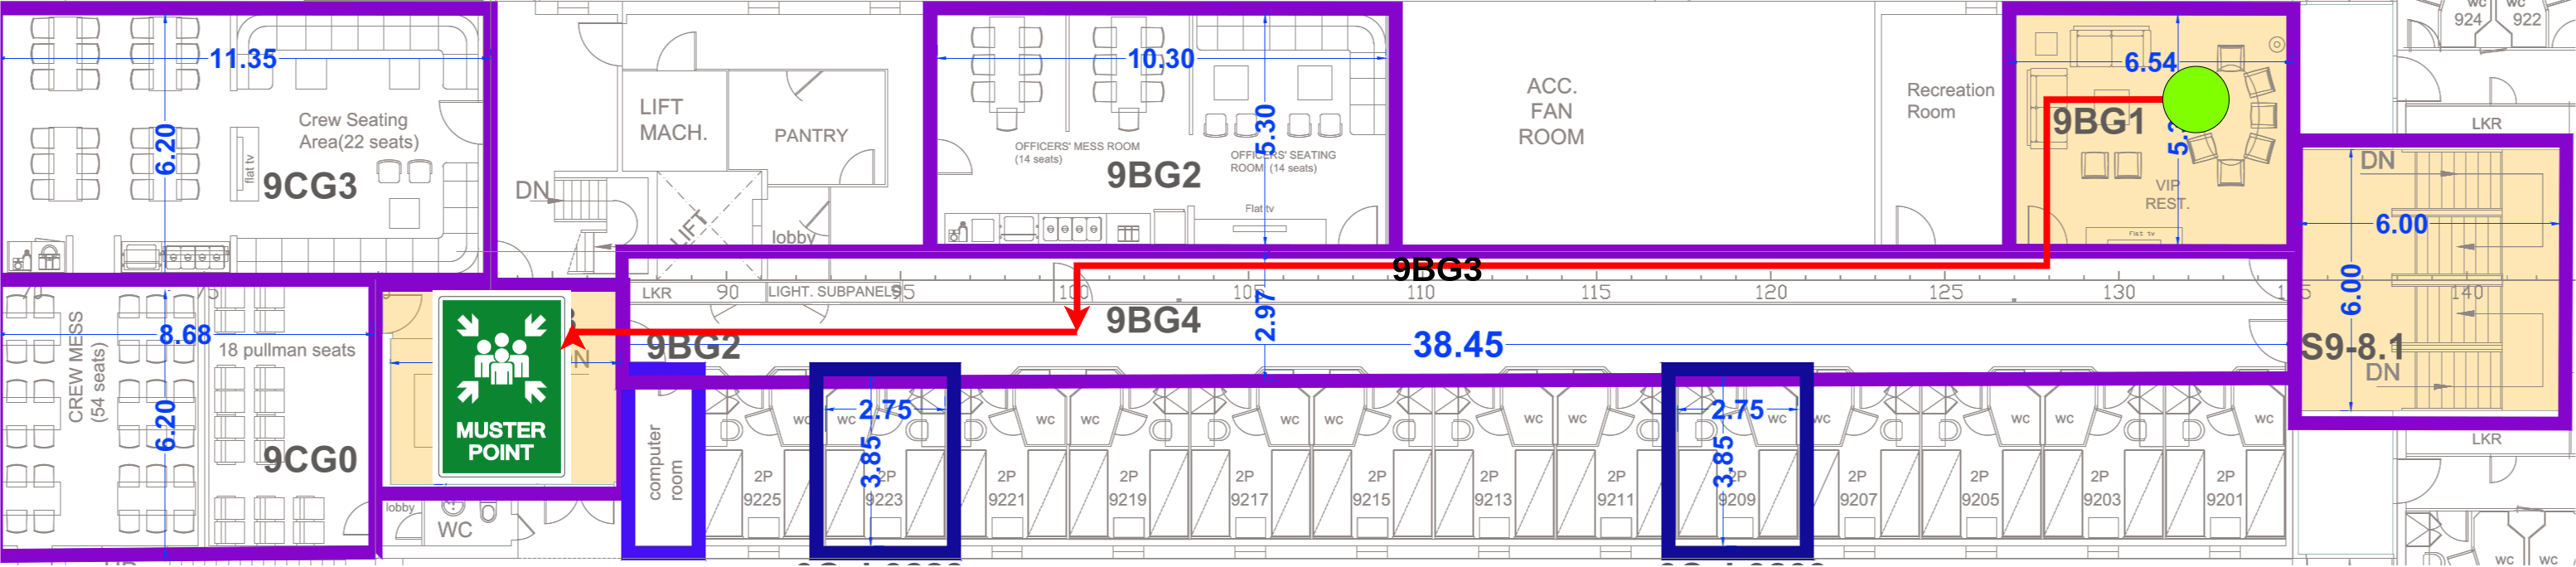 11.35
6.20
Crew Seating
Area(22 seats)
flat tv
9CG3
DN
LIFT
MACH.
PANTRY
LIFT
lobby
10.30
5.30
OFFICERS' MESS ROOM
(14 seats)
OFFICERS' SEATING
ROOM (14 seats)
9BG2
Flat tv
ACC.
FAN
ROOM
Recreation
Room
6.54
9BG1
VIP
REST.
Flat tv
WC
924
WC
922
LKR
DN
6.00
6.00
140
S9-8.1
DN
LKR
WC
WC
9BG3
LKR
90
LIGHT. SUBPANELS
95
100
105
110
115
120
125
130
9BG4
2.97
38.45
9BG2
CREW MESS
(54 seats)
8.68
18 pullman seats
6.20
9CG0
MUSTER
POINT
lobby
WC
computer
room
2.75
3.85
2.75
3.85
WC
WC
WC
WC
WC
WC
WC
WC
WC
WC
WC
WC
WC
2P
9225
2P
9223
2P
9221
2P
9219
2P
9217
2P
9215
2P
9213
2P
9211
2P
9209
2P
9207
2P
9205
2P
9203
2P
9201